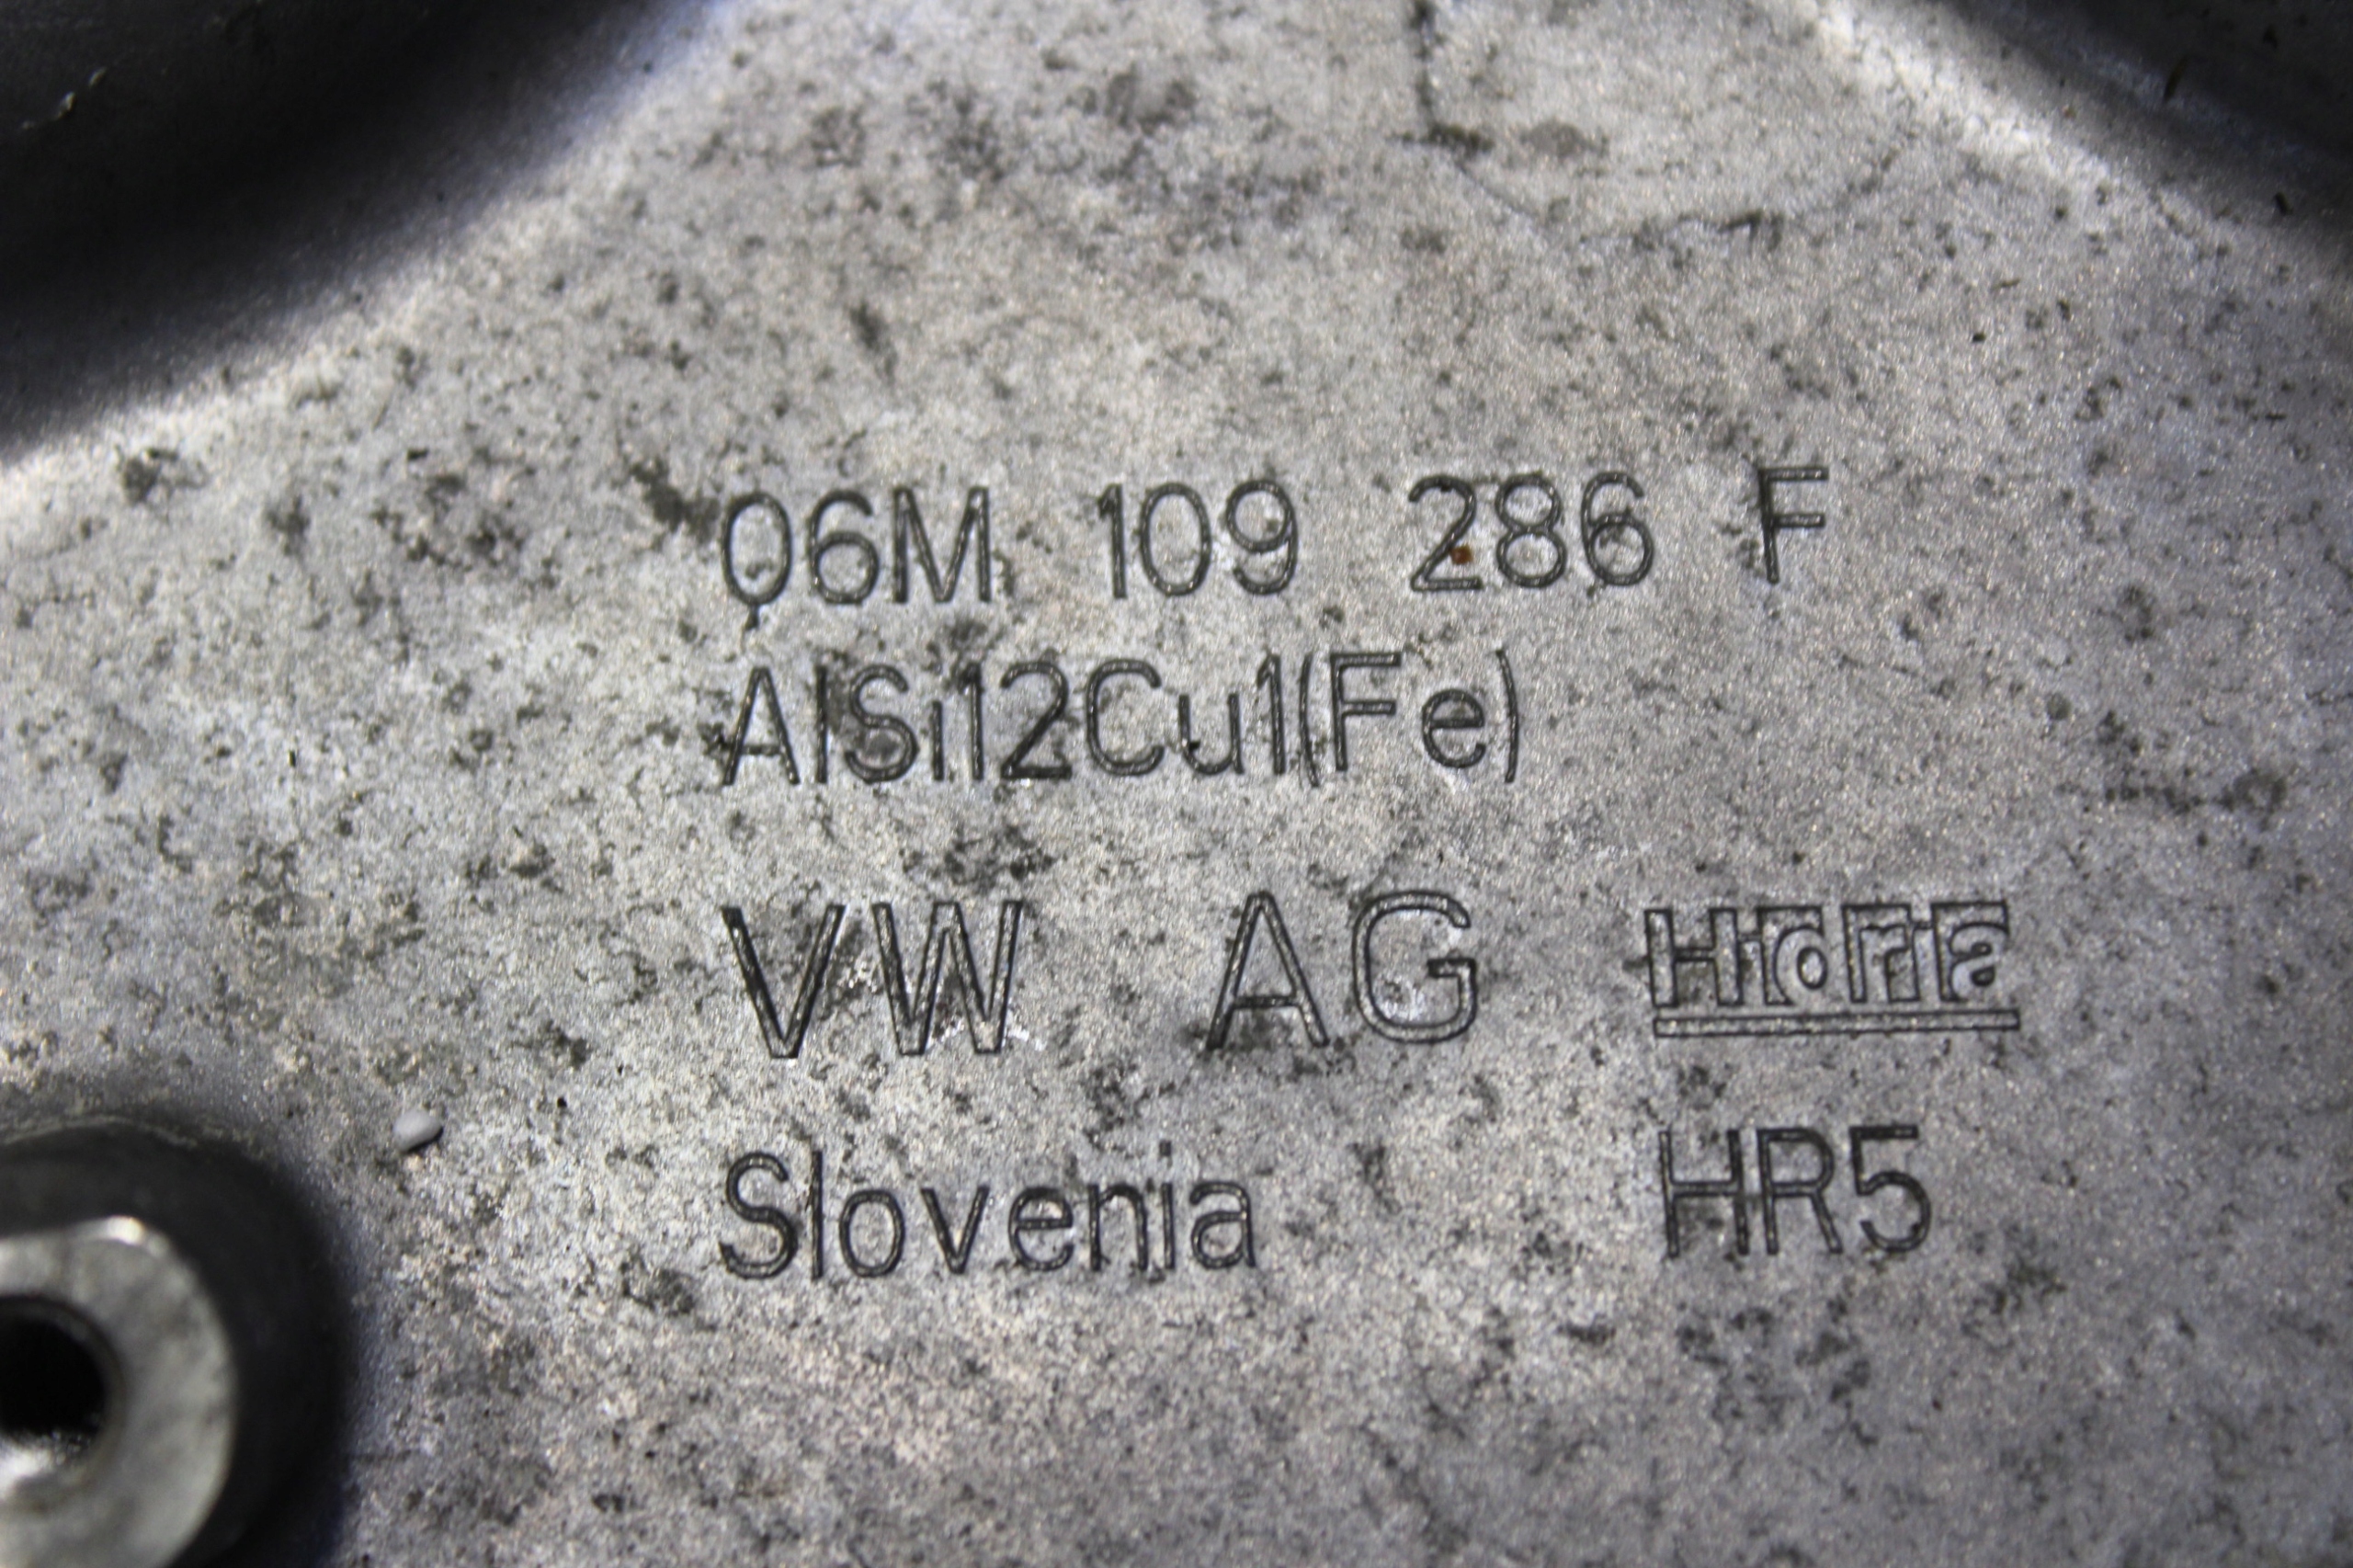 06M 109 286 F
AlSi12Cu1(Fe)
VW AG Hidria
Slovenia HR5